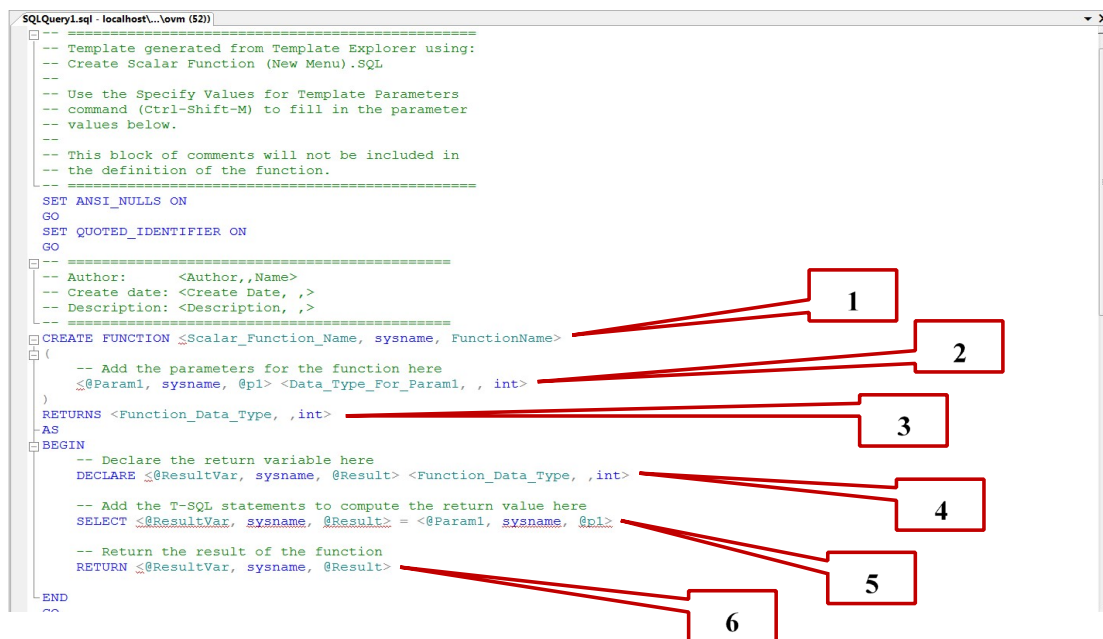 SQLQuery1.sql - localhost\...\ovm (52))
-- ================================================
-- Template generated from Template Explorer using:
-- Create Scalar Function (New Menu).SQL
--
-- Use the Specify Values for Template Parameters
-- command (Ctrl-Shift-M) to fill in the parameter
-- values below.
--
-- This block of comments will not be included in
-- the definition of the function.
-- ================================================
SET ANSI_NULLS ON
GO
SET QUOTED_IDENTIFIER ON
GO
-- =============================================
-- Author: <Author,,Name>
-- Create date: <Create Date, ,>
-- Description: <Description, ,>
-- =============================================
1
CREATE FUNCTION <Scalar_Function_Name, sysname, FunctionName>
(
2
-- Add the parameters for the function here
<@Param1, sysname, @p1> <Data_Type_For_Param1, , int>
)
RETURNS <Function_Data_Type, ,int>
3
AS
BEGIN
-- Declare the return variable here
DECLARE <@ResultVar, sysname, @Result> <Function_Data_Type, ,int>
4
-- Add the T-SQL statements to compute the return value here
SELECT <@ResultVar, sysname, @Result> = <@Param1, sysname, @p1>
5
-- Return the result of the function
RETURN <@ResultVar, sysname, @Result>
6
END
GO